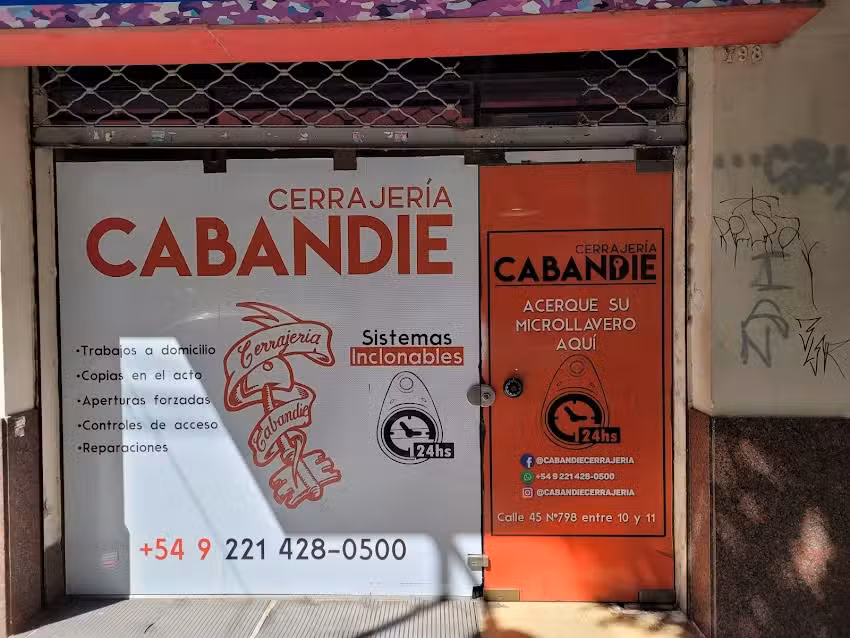 798
CERRAJERÍA
CABANDIE
•Trabajos a domicilio
•Copias en el acto
•Aperturas forzadas
•Controles de acceso
•Reparaciones
Cerrajería
Cabandie
Sistemas
Inclonables
24hs
+54 9 221 428-0500
CERRAJERÍA
CABANDIE
ACERQUE SU
MICROLLAVERO
AQUÍ
24hs
@CABANDIECERRAJERIA
+54 9 221 428-0500
@CABANDIECERRAJERIA
Calle 45 N°798 entre 10 y 11